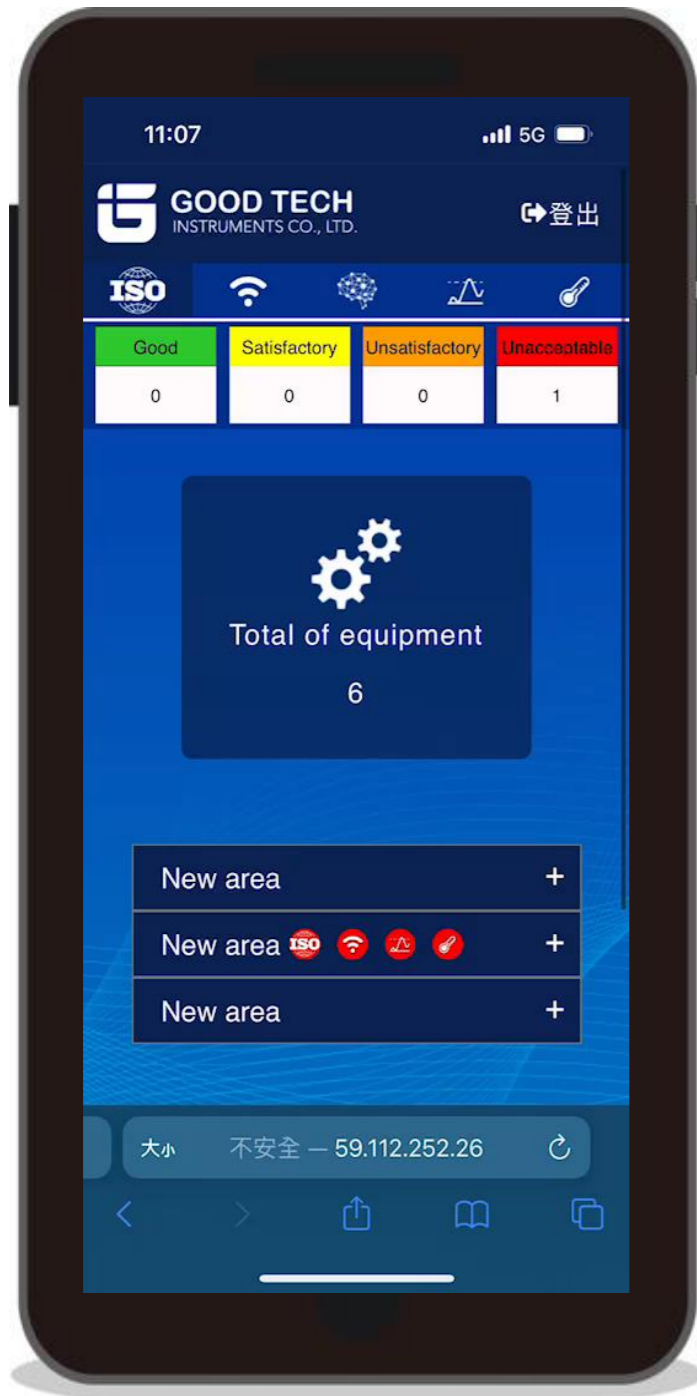 11:07 5G
GOOD TECH
INSTRUMENTS CO., LTD.
登出
ISO
Good Satisfactory Unsatisfactory Unacceptable
0 0 0 1
Total of equipment
6
New area +
New area ISO +
New area +
大小 不安全 — 59.112.252.26